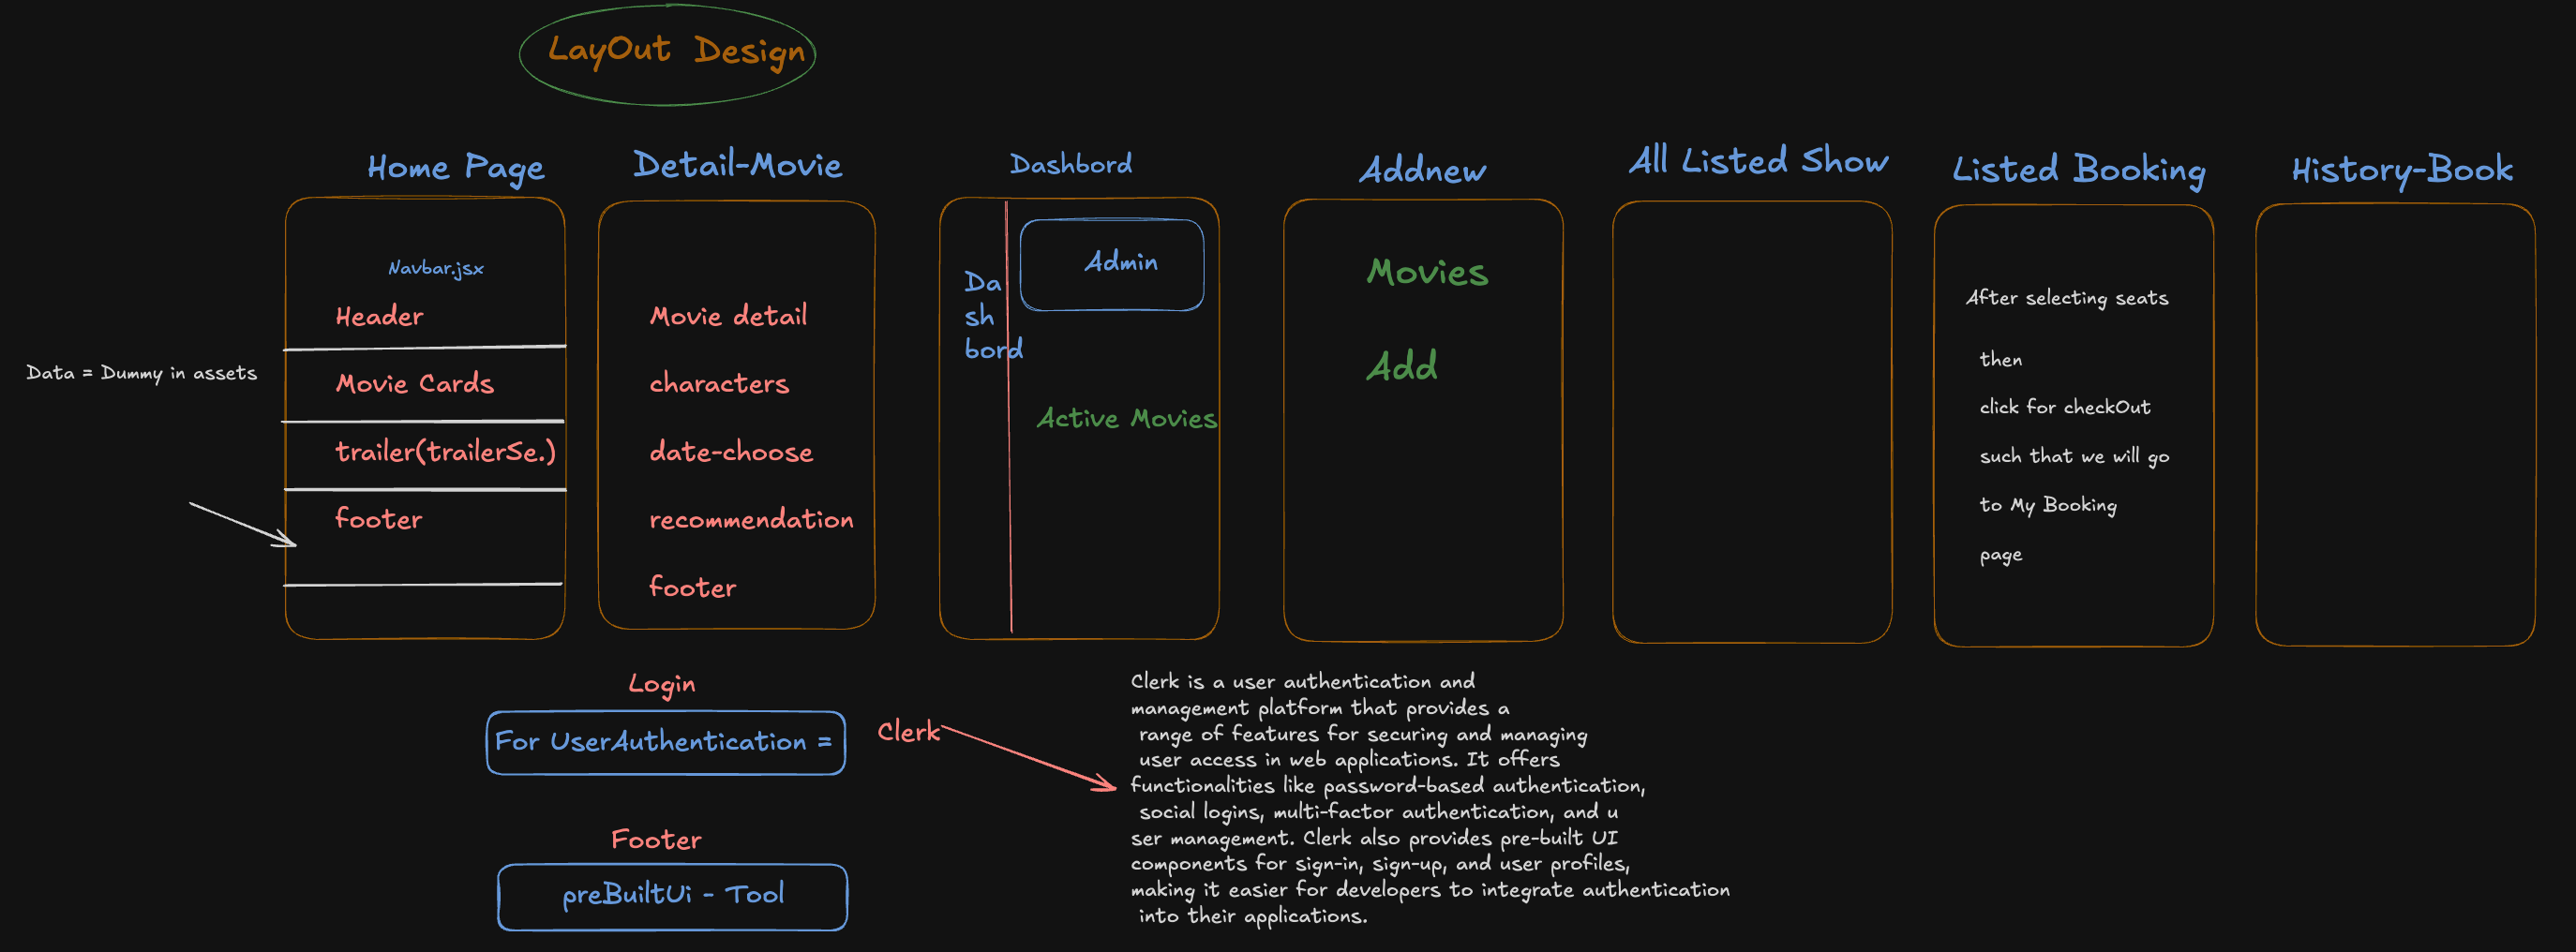 LayOut Design
Home Page
Detail-Movie
Dashbord
Addnew
All Listed Show
Listed Booking
History-Book
Data = Dummy in assets
Navbar.jsx
Header
Movie Cards
trailer(trailerSe.)
footer
Movie detail
characters
date-choose
recommendation
footer
Da
sh
bord
Admin
Active Movies
Movies
Add
After selecting seats
then
click for checkOut
such that we will go
to My Booking
page
Login
For UserAuthentication =
Clerk
Clerk is a user authentication and
management platform that provides a
range of features for securing and managing
user access in web applications. It offers
functionalities like password-based authentication,
social logins, multi-factor authentication, and u
ser management. Clerk also provides pre-built UI
components for sign-in, sign-up, and user profiles,
making it easier for developers to integrate authentication
into their applications.
Footer
preBuiltUi - Tool